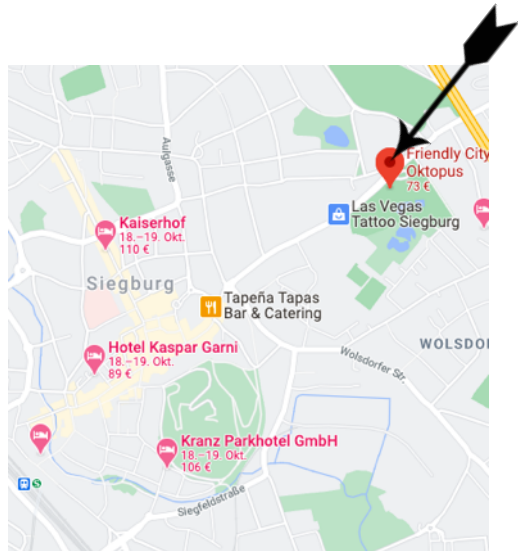 Friendly City
Oktopus
73 €
Aulgasse
Las Vegas
Tattoo Siegburg
Kaiserhof
18.–19. Okt.
110 €
Siegburg
Tapeña Tapas
Bar & Catering
Hotel Kaspar Garni
18.–19. Okt.
89 €
Wolsdorfer Str.
WOLSDO
Kranz Parkhotel GmbH
18.–19. Okt.
106 €
Siegfeldstraße
S